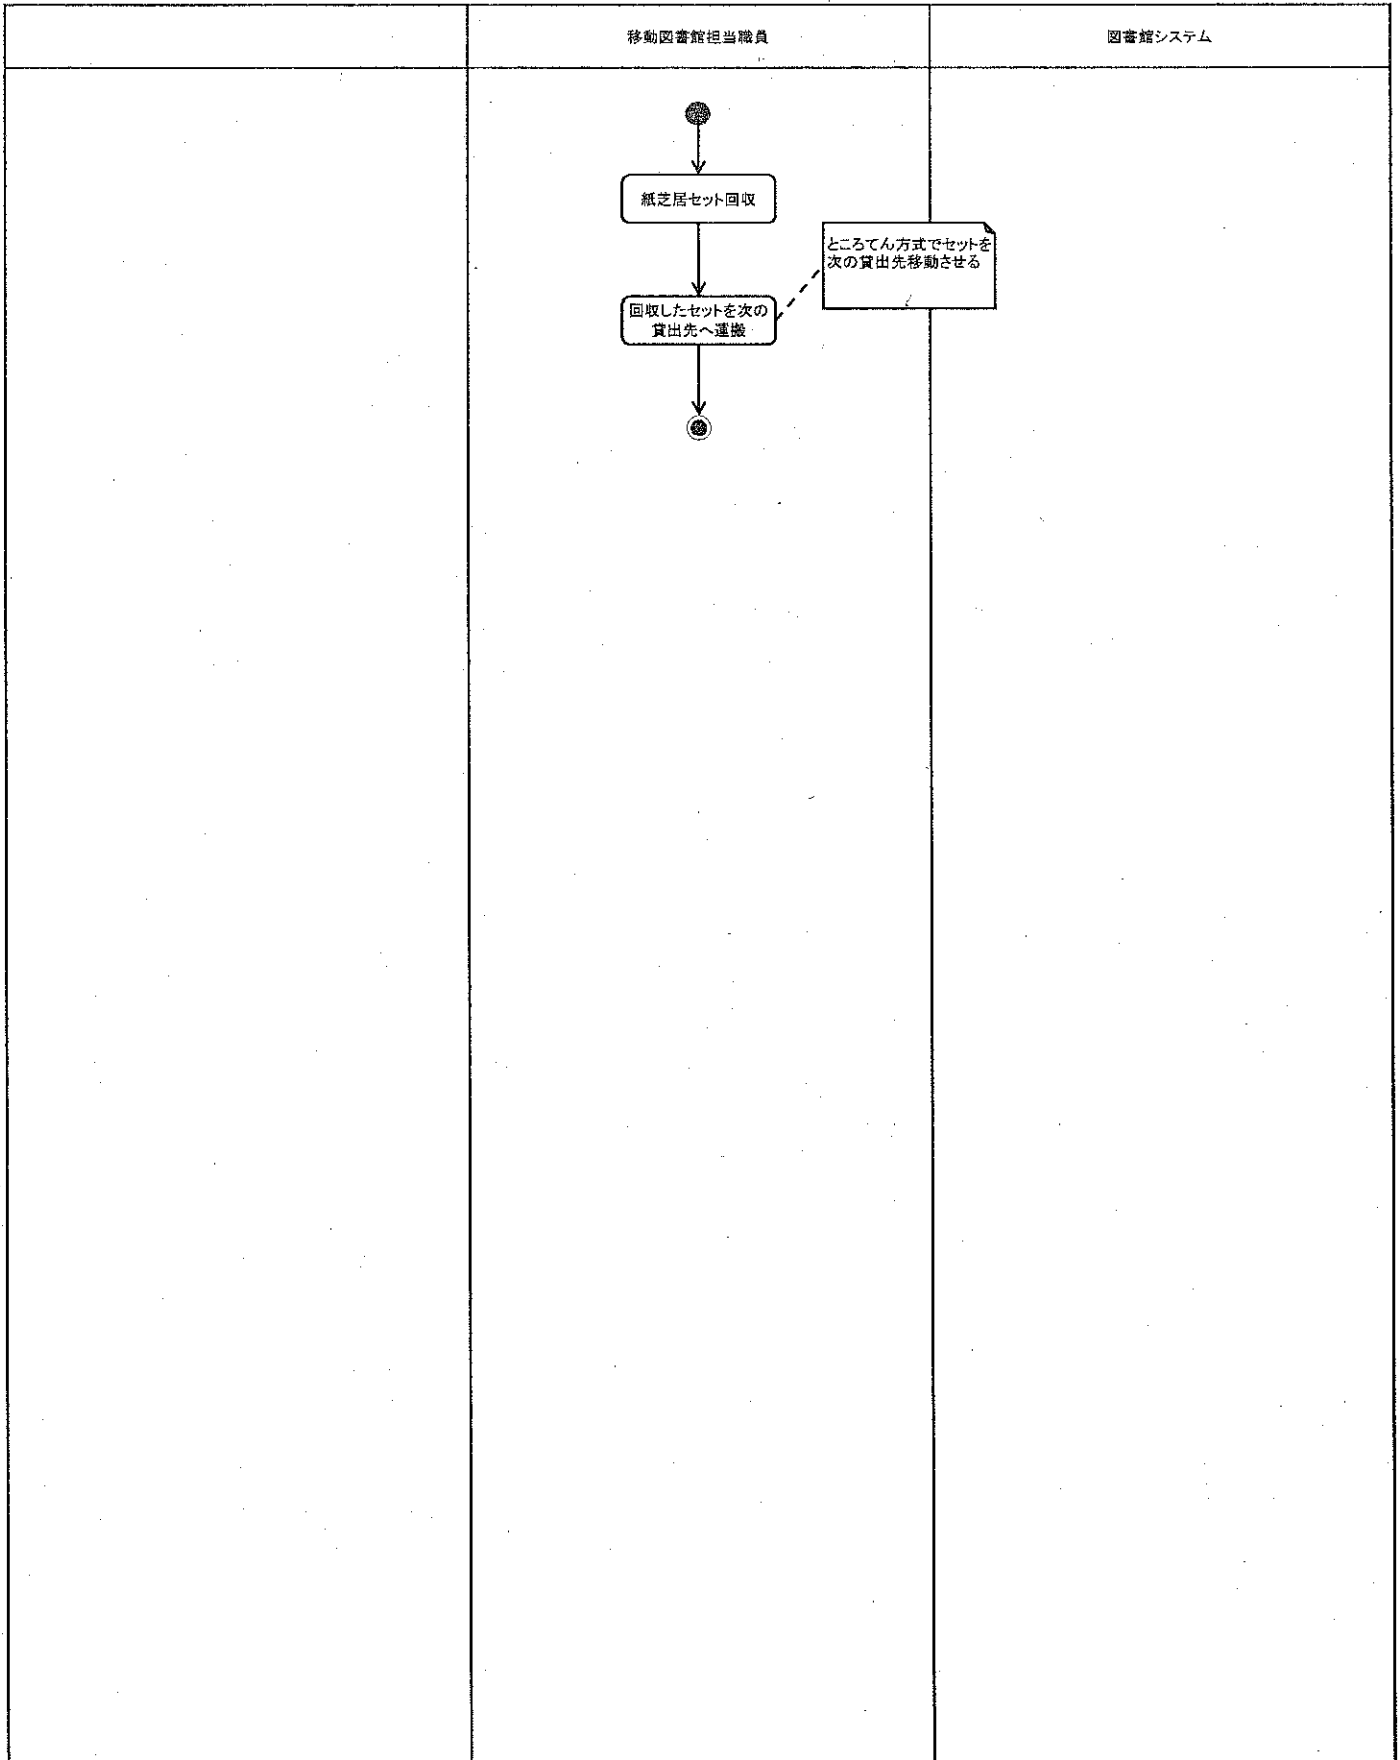 移動図書館担当職員
図書館システム
紙芝居セット回収
ところてん方式でセットを
次の貸出先移動させる
回収したセットを次の
貸出先へ運搬